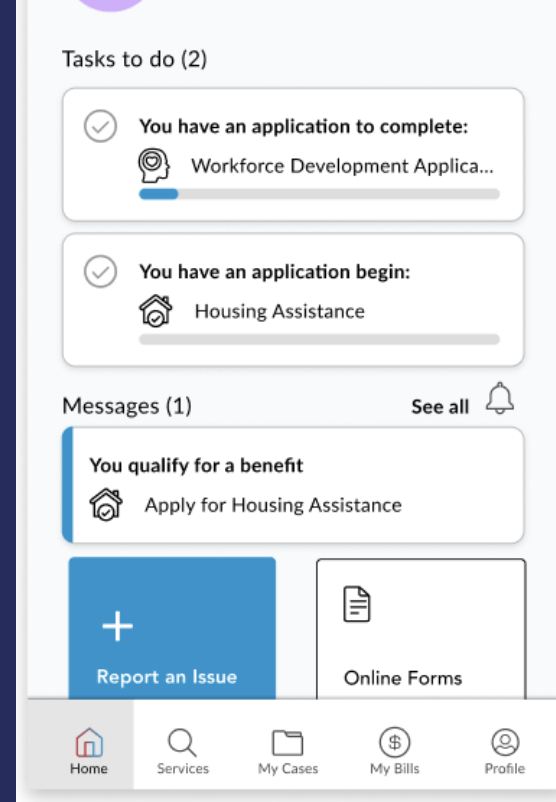 Tasks to do (2)
You have an application to complete:
Workforce Development Applica...
You have an application begin:
Housing Assistance
Messages (1)
See all
You qualify for a benefit
Apply for Housing Assistance
Report an Issue
Online Forms
Home
Services
My Cases
$
My Bills
Profile